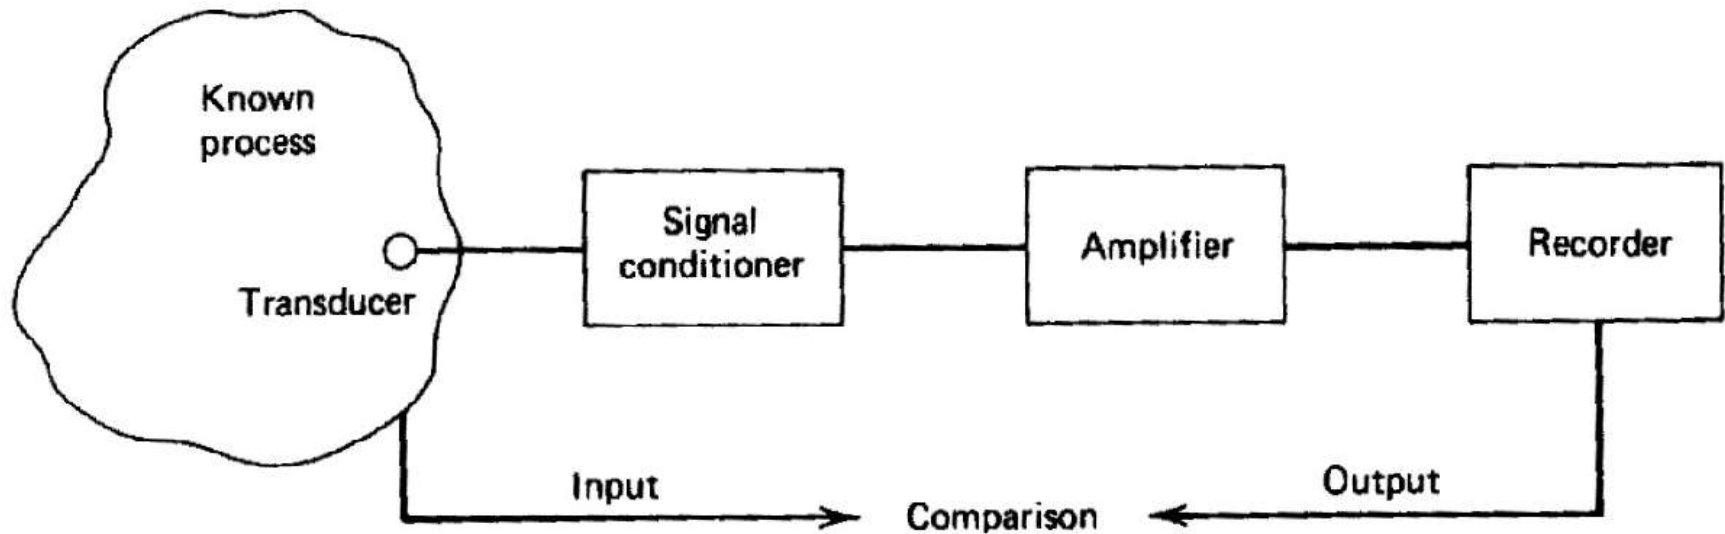 Known
process
Transducer
Signal
conditioner
Amplifier
Recorder
Input
Comparison
Output